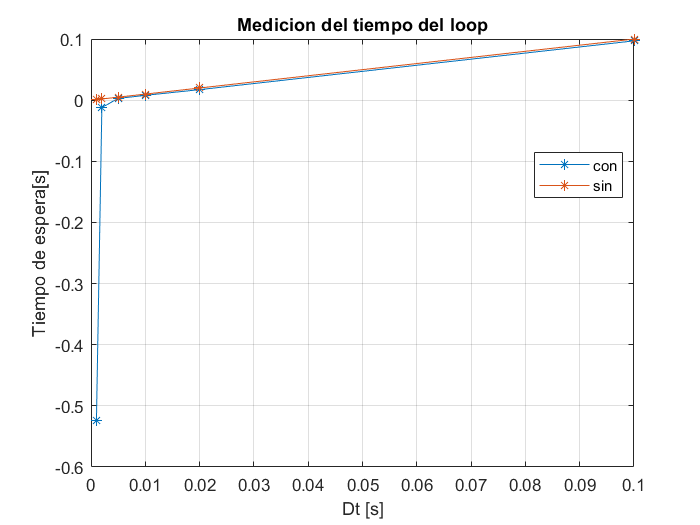 Medicion del tiempo del loop
0.1
0
-0.1
-0.2
-0.3
-0.4
-0.5
-0.6
Tiempo de espera[s]
con
sin
0 0.01 0.02 0.03 0.04 0.05 0.06 0.07 0.08 0.09 0.1
Dt [s]